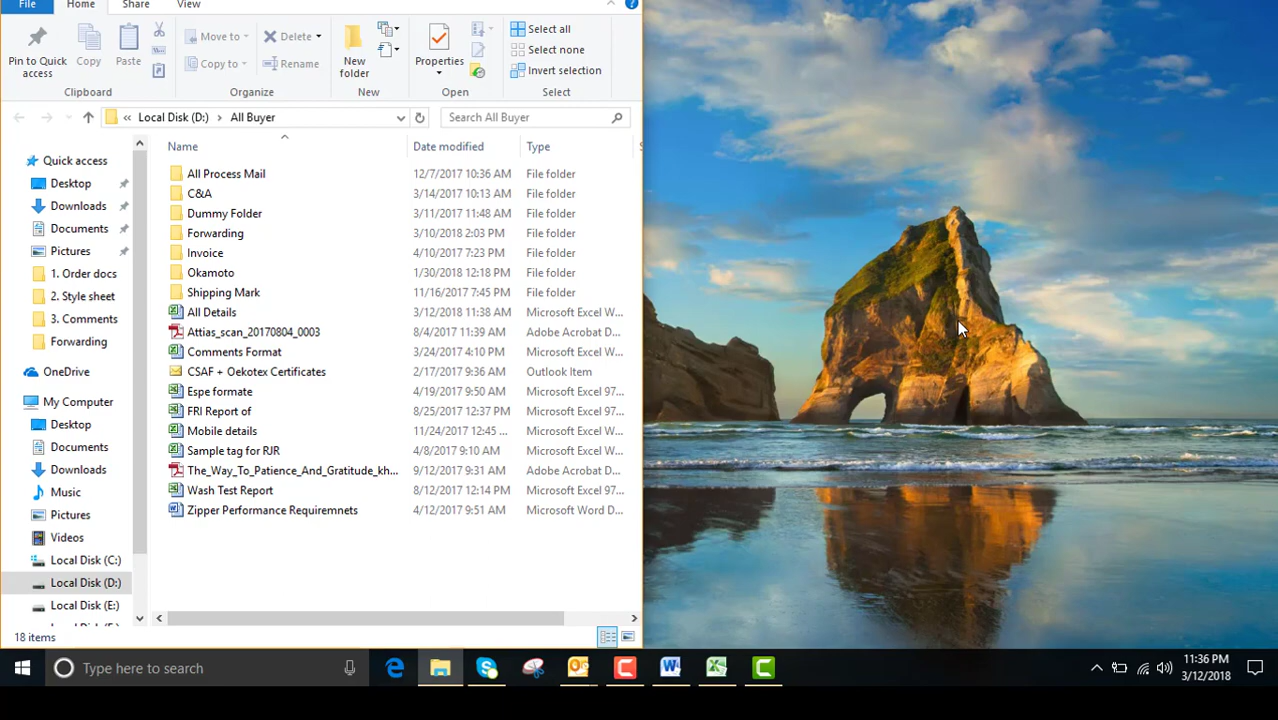 File Home Share View
Pin to Quick access Copy Paste Move to Copy to Delete Rename New folder Properties Select all
Select none
Invert selection
Clipboard Organize New Open Select
« Local Disk (D:) › All Buyer Search All Buyer
Name Date modified Type
Quick access
Desktop
Downloads
Documents
Pictures
1. Order docs
2. Style sheet
3. Comments
Forwarding
OneDrive
My Computer
Desktop
Documents
Downloads
Music
Pictures
Videos
Local Disk (C:)
Local Disk (D:)
Local Disk (E:)
All Process Mail 12/7/2017 10:36 AM File folder
C&A 3/14/2017 10:13 AM File folder
Dummy Folder 3/11/2017 11:48 AM File folder
Forwarding 3/10/2018 2:03 PM File folder
Invoice 4/10/2017 7:23 PM File folder
Okamoto 1/30/2018 12:18 PM File folder
Shipping Mark 11/16/2017 7:45 PM File folder
All Details 3/12/2018 11:38 AM Microsoft Excel W...
Attias_scan_20170804_0003 8/4/2017 11:39 AM Adobe Acrobat D...
Comments Format 3/24/2017 4:10 PM Microsoft Excel W...
CSAF + Oekotex Certificates 2/17/2017 9:36 AM Outlook Item
Espe formate 4/19/2017 9:50 AM Microsoft Excel 97...
FRI Report of 8/25/2017 12:37 PM Microsoft Excel 97...
Mobile details 11/24/2017 12:45 ... Microsoft Excel 97...
Sample tag for RJR 4/8/2017 9:10 AM Microsoft Excel W...
The_Way_To_Patience_And_Gratitude_kh... 9/12/2017 9:31 AM Adobe Acrobat D...
Wash Test Report 8/12/2017 12:14 PM Microsoft Excel 97...
Zipper Performance Requiremnets 4/12/2017 9:51 AM Microsoft Word D...
18 items
Type here to search
11:36 PM
3/12/2018